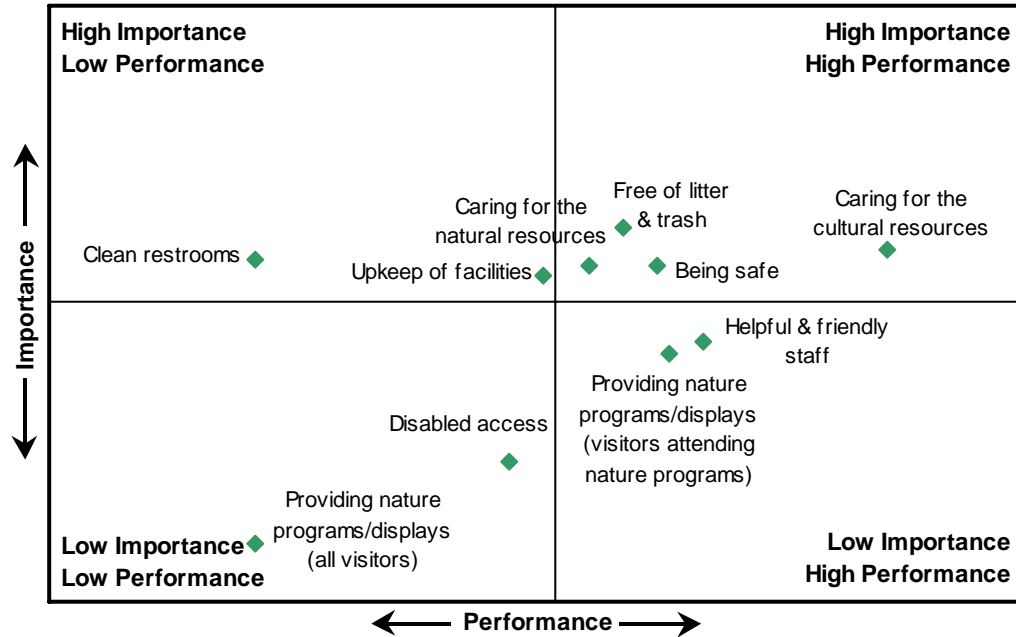 High Importance
Low Performance
High Importance
High Performance
Free of litter
& trash
Caring for the
natural resources
Caring for the
cultural resources
Clean restrooms
Upkeep of facilities
Being safe
Helpful & friendly
staff
Providing nature
programs/displays
(visitors attending
nature programs)
Disabled access
Providing nature
programs/displays
(all visitors)
Low Importance
Low Performance
Low Importance
High Performance
Importance
Performance